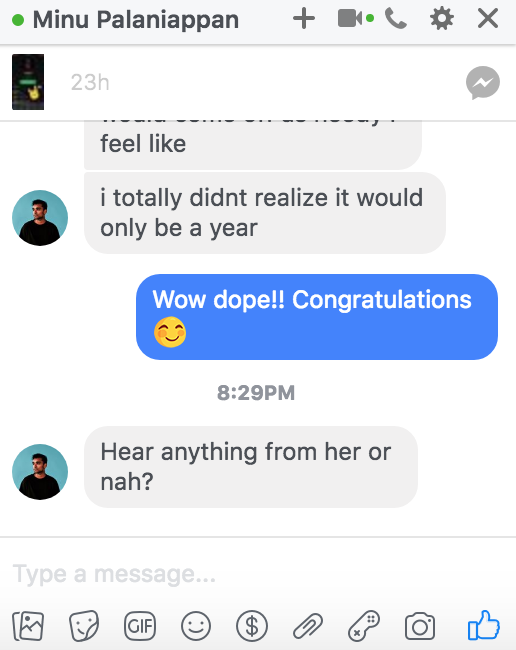 Minu Palaniappan
23h
feel like
i totally didnt realize it would
only be a year
Wow dope!! Congratulations
😊
8:29PM
Hear anything from her or
nah?
Type a message...
GIF
$